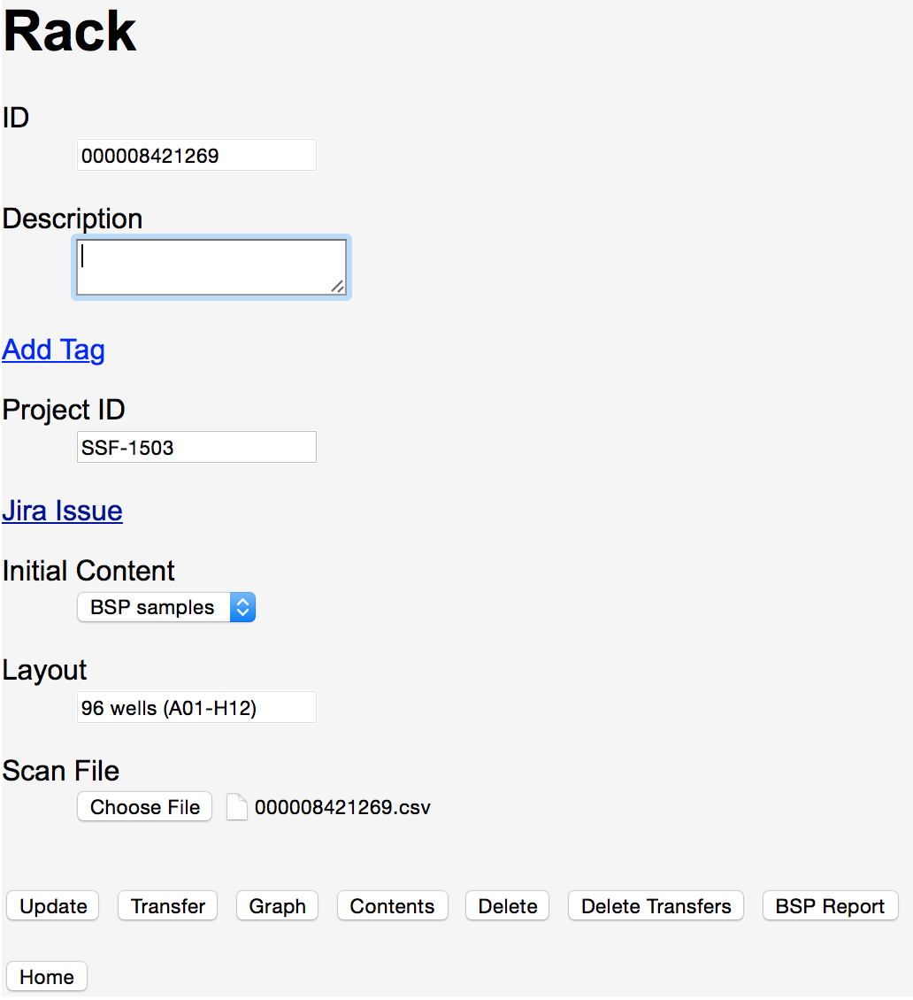 Rack
ID
000008421269
Description
Add Tag
Project ID
SSF-1503
Jira Issue
Initial Content
BSP samples
Layout
96 wells (A01-H12)
Scan File
Choose File 000008421269.csv
Update Transfer Graph Contents Delete Delete Transfers BSP Report
Home